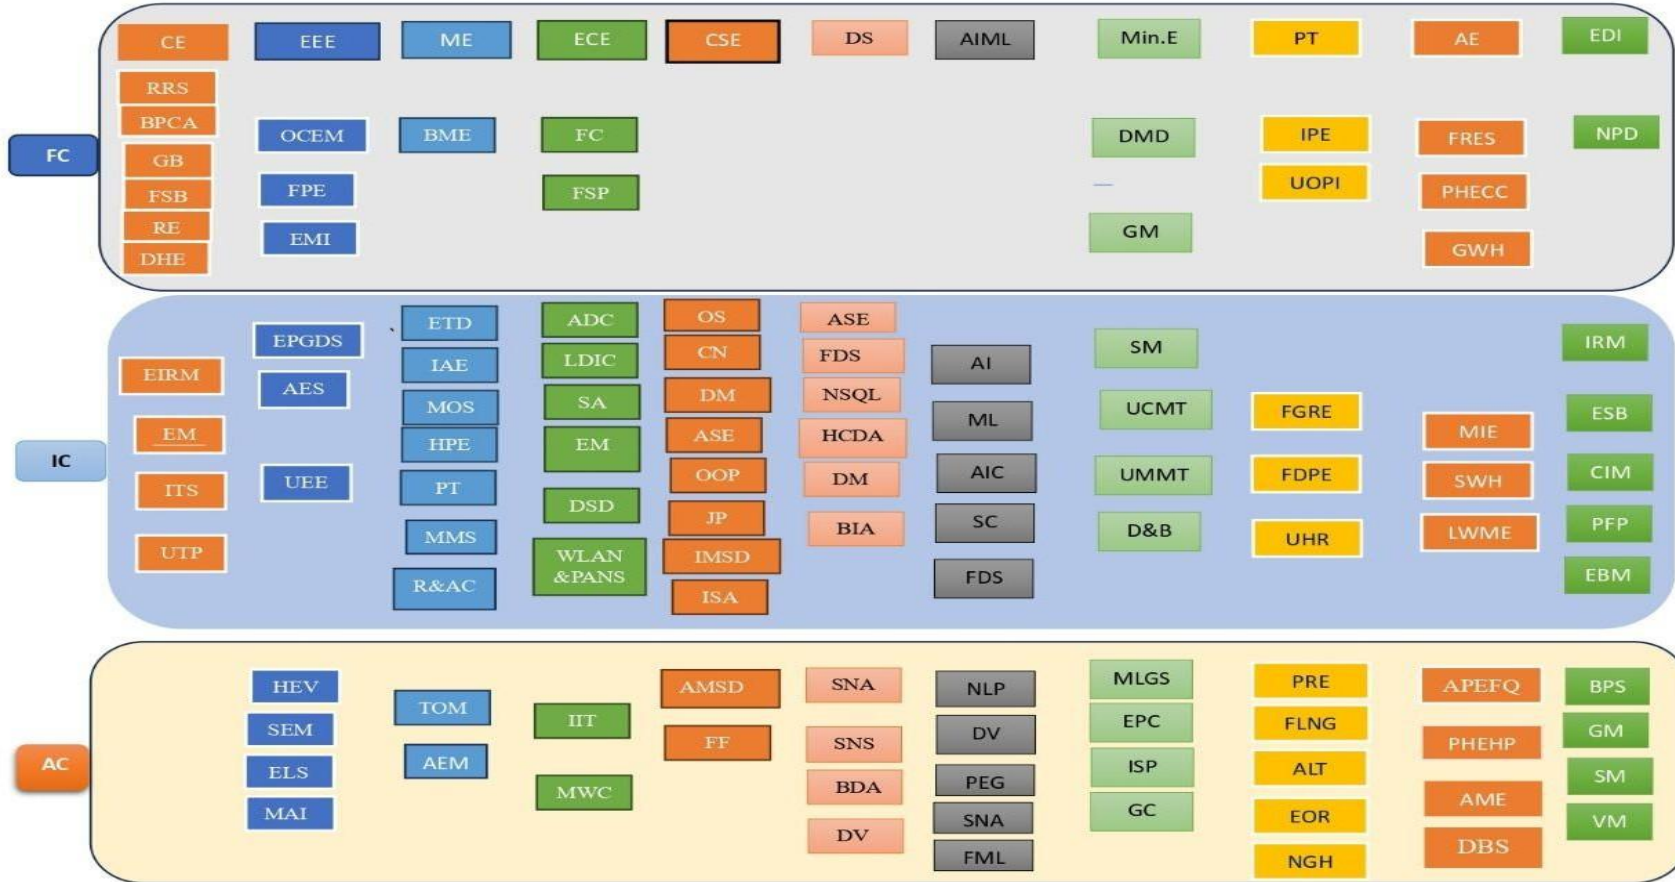 CE EEE ME ECE CSE DS AIML Min.E PT AE EDI
RRS
BPCA OCEM BME FC DMD IPE FRES NPD
FC
GB
FSB FPE FSP UOPI PHECC
RE
EMI GM GWH
DHE
ETD ADC OS ASE
EPGDS IRM
IAE LDIC CN FDS AI SM
EIRM AES
MOS SA DM NSQL ML UCMT FGRE ESB
EM HPE EM ASE HCDA MIE
IC
UEE PT OOP DM AIC UMMT FDPE SWH CIM
ITS
DSD JP BIA SC D&B UHR LWME PFP
UTP MMS
WLAN
&PANS
IMSD
R&AC FDS EBM
ISA
HEV AMSD SNA NLP MLGS PRE APEFQ BPS
TOM
SEM IIT FF SNS DV EPC FLNG PHEHP GM
AC
ELS AEM BDA PEG ISP ALT SM
MAI MWC SNA GC EOR AME VM
DV FML NGH DBS